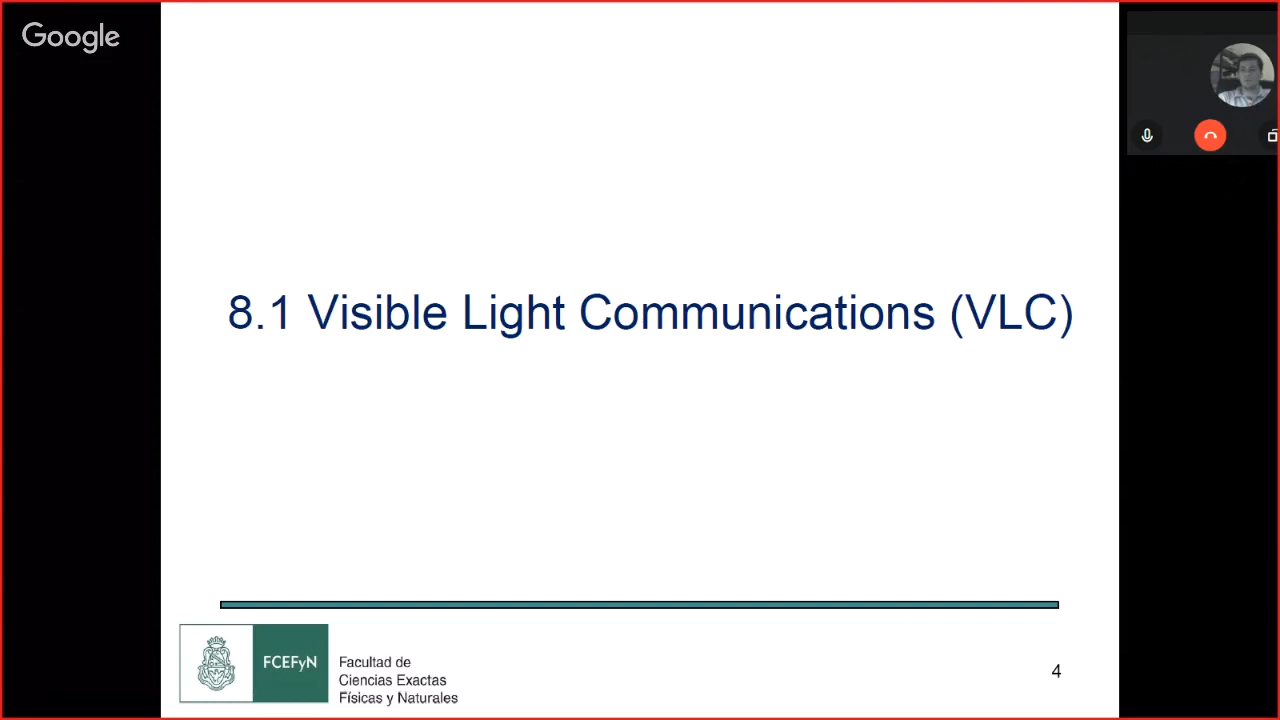 Google
8.1 Visible Light Communications (VLC)
FCEFyN
Facultad de
Ciencias Exactas
Físicas y Naturales
4